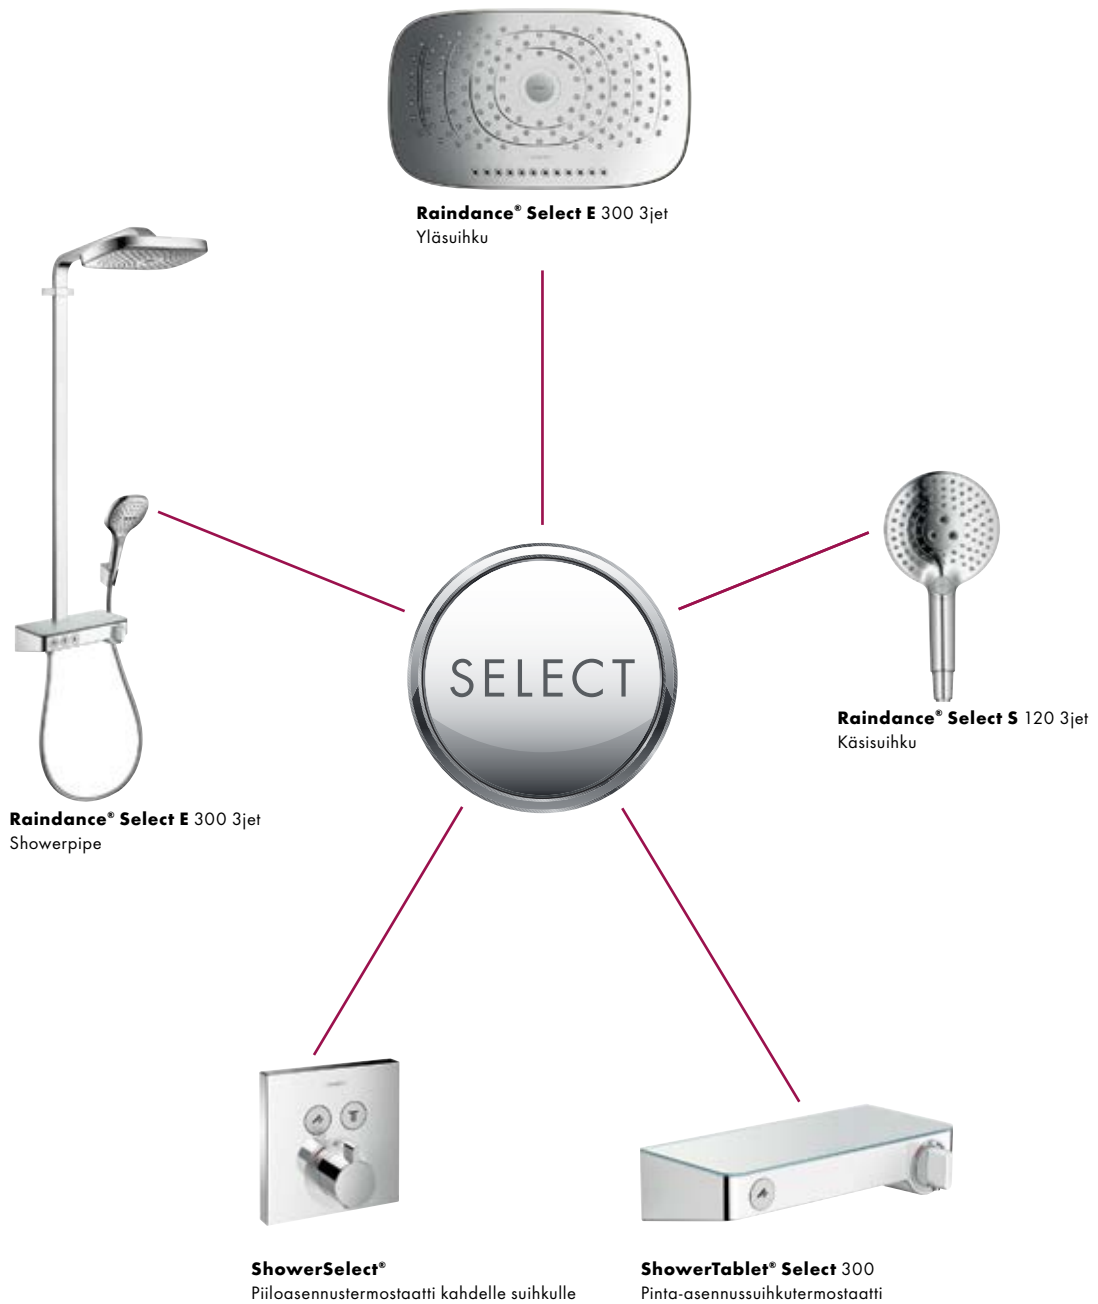 Raindance® Select E 300 3jet
Yläsuihku
SELECT
Raindance® Select S 120 3jet
Käsisuihku
Raindance® Select E 300 3jet
Showerpipe
ShowerSelect®
Piiloasennustermostaatti kahdelle suihkulle
ShowerTablet® Select 300
Pinta-asennussuihkutermostaatti